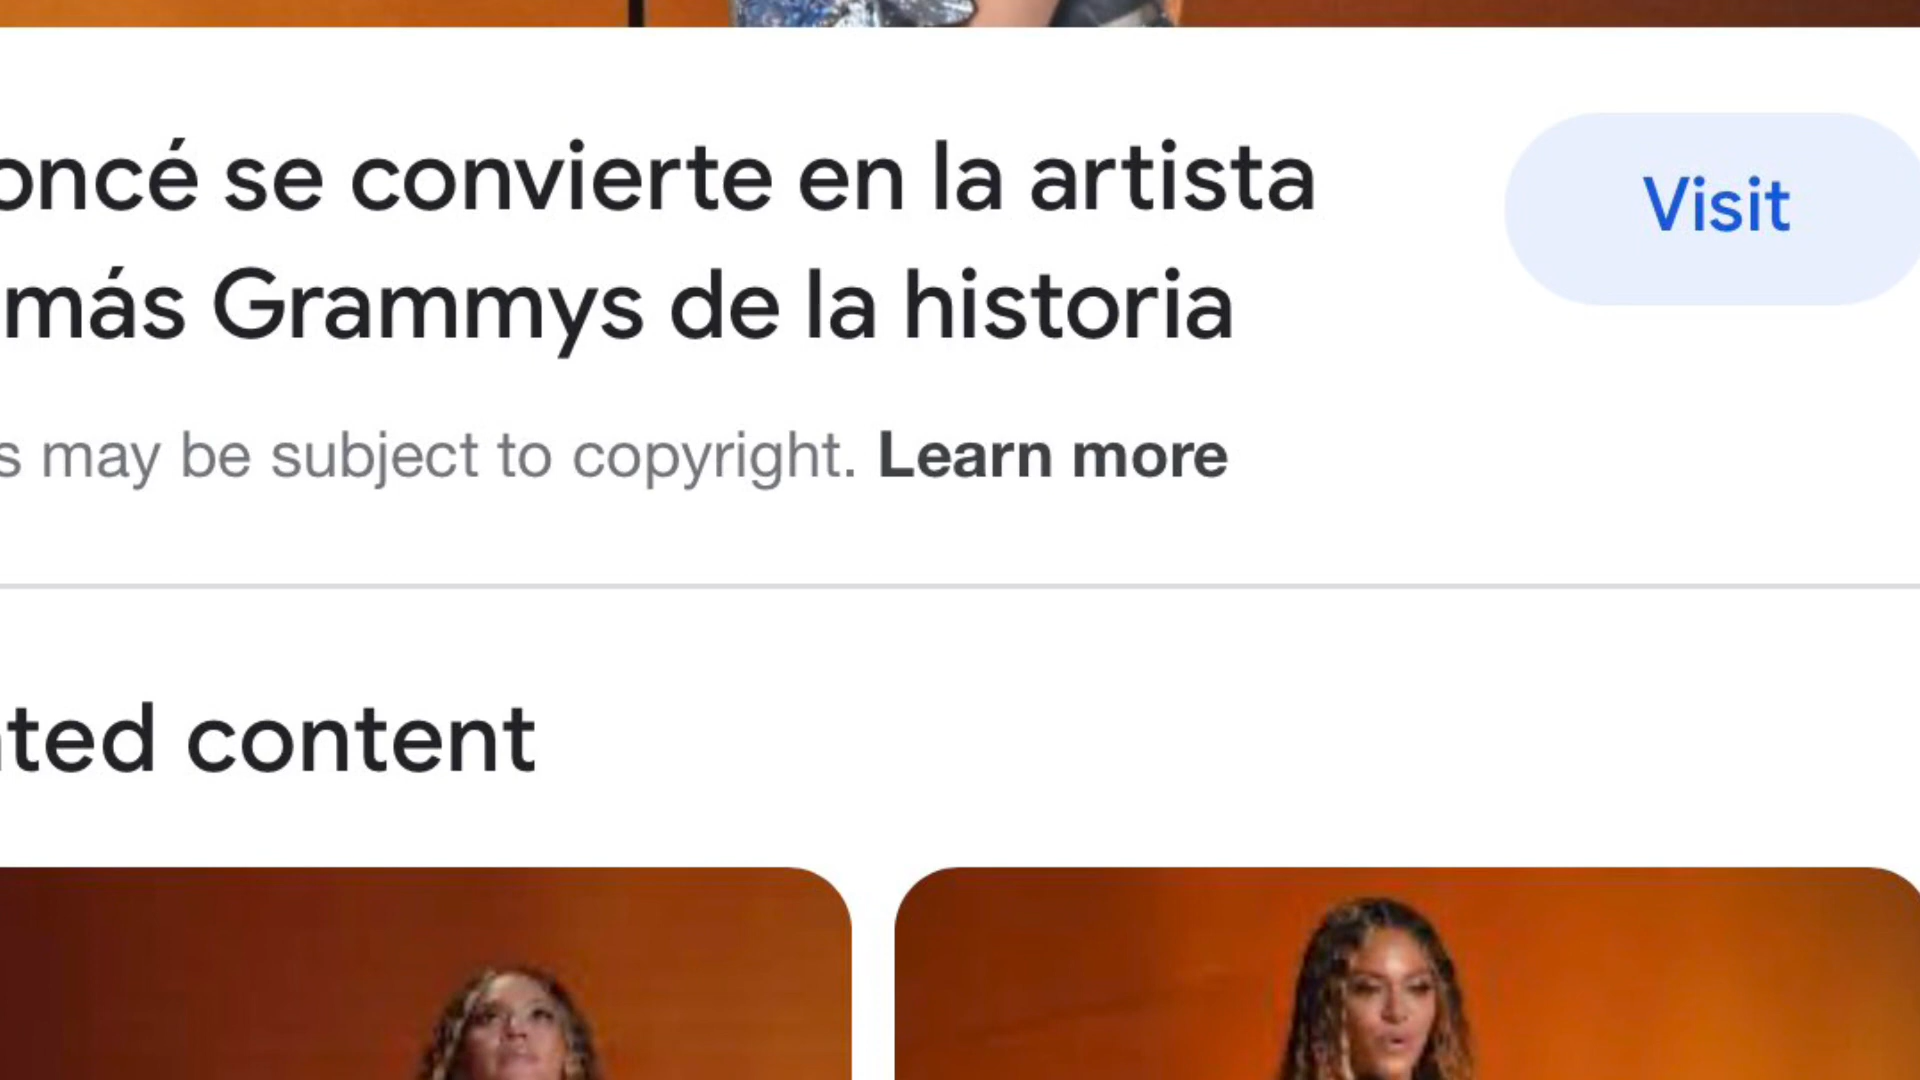 oncé se convierte en la artista
más Grammys de la historia
Visit
s may be subject to copyright. Learn more
ted content